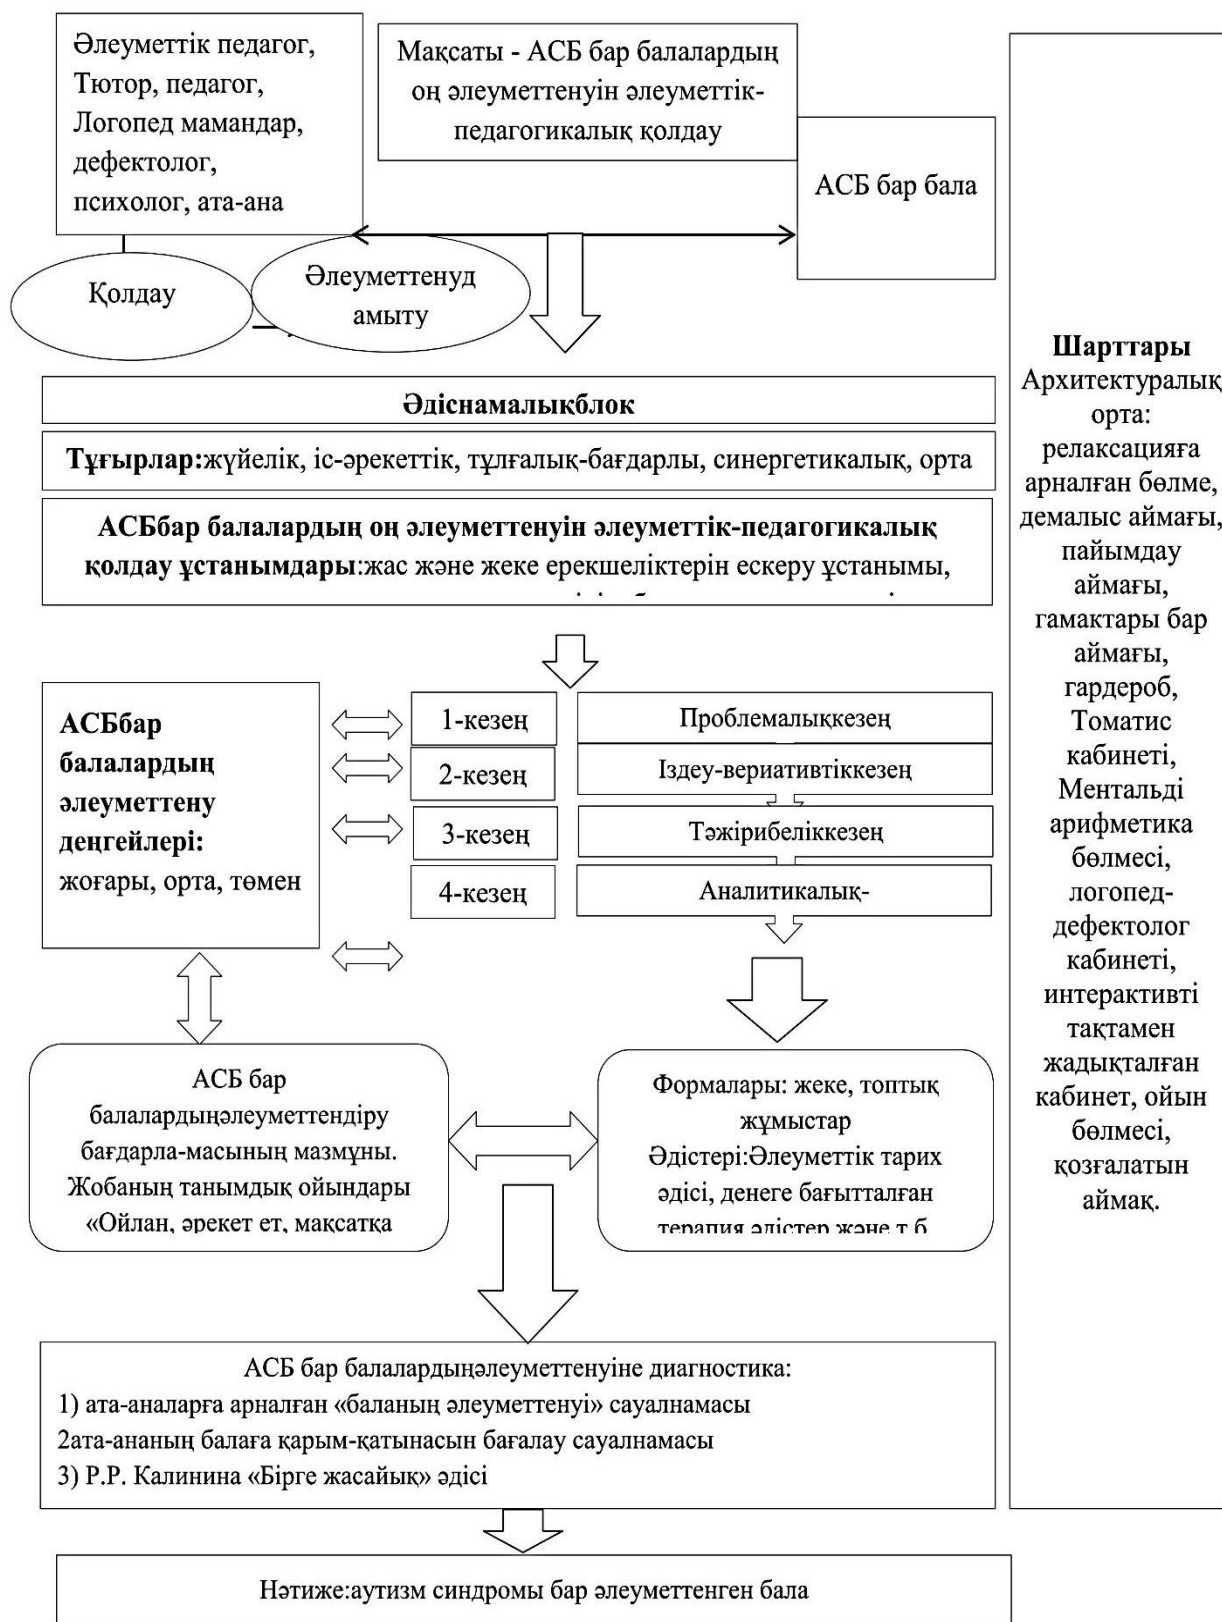 Әлеуметтік педагог,
Тютор, педагог,
Логопед мамандар,
дефектолог,
психолог, ата-ана
Мақсаты - АСБ бар балалардың
оң әлеуметтенуін әлеуметтік-
педагогикалық қолдау
АСБ бар бала
Қолдау
Әлеуметтенуд
амыту
Әдіснамалықблок
Тұғырлар:жүйелік, іс-әрекеттік, тұлғалық-бағдарлы, синергетикалық, орта
АСБбар балалардың оң әлеуметтенуін әлеуметтік-педагогикалық
қолдау ұстанымдары:жас және жеке ерекшеліктерін ескеру ұстанымы,
АСБбар
балалардың
әлеуметтену
деңгейлері:
жоғары, орта, төмен
1-кезең
Проблемалықкезең
2-кезең
Іздеу-вериативтіккезең
3-кезең
Тәжірибеліккезең
4-кезең
Аналитикалық-
АСБ бар
балалардыңәлеуметтендіру
бағдарла-масының мазмұны.
Жобаның танымдық ойындары
«Ойлан, әрекет ет, мақсатқа
Формалары: жеке, топтық
жұмыстар
Әдістері:Әлеуметтік тарих
әдісі, денеге бағытталған
терапия әдістер және т.б.
АСБ бар балалардыңәлеуметтенуіне диагностика:
1) ата-аналарға арналған «баланың әлеуметтенуі» сауалнамасы
2ата-ананың балаға қарым-қатынасын бағалау сауалнамасы
3) Р.Р. Калинина «Бірге жасайық» әдісі
Нәтиже:аутизм синдромы бар әлеуметтенген бала
Шарттары
Архитектуралық
орта:
релаксацияға
арналған бөлме,
демалыс аймағы,
пайымдау
аймағы,
гамактары бар
аймағы,
гардероб,
Томатис
кабинеті,
Ментальді
арифметика
бөлмесі,
логопед-
дефектолог
кабинеті,
интерактивті
тақтамен
жадықталған
кабинет, ойын
бөлмесі,
қозғалатын
аймақ.